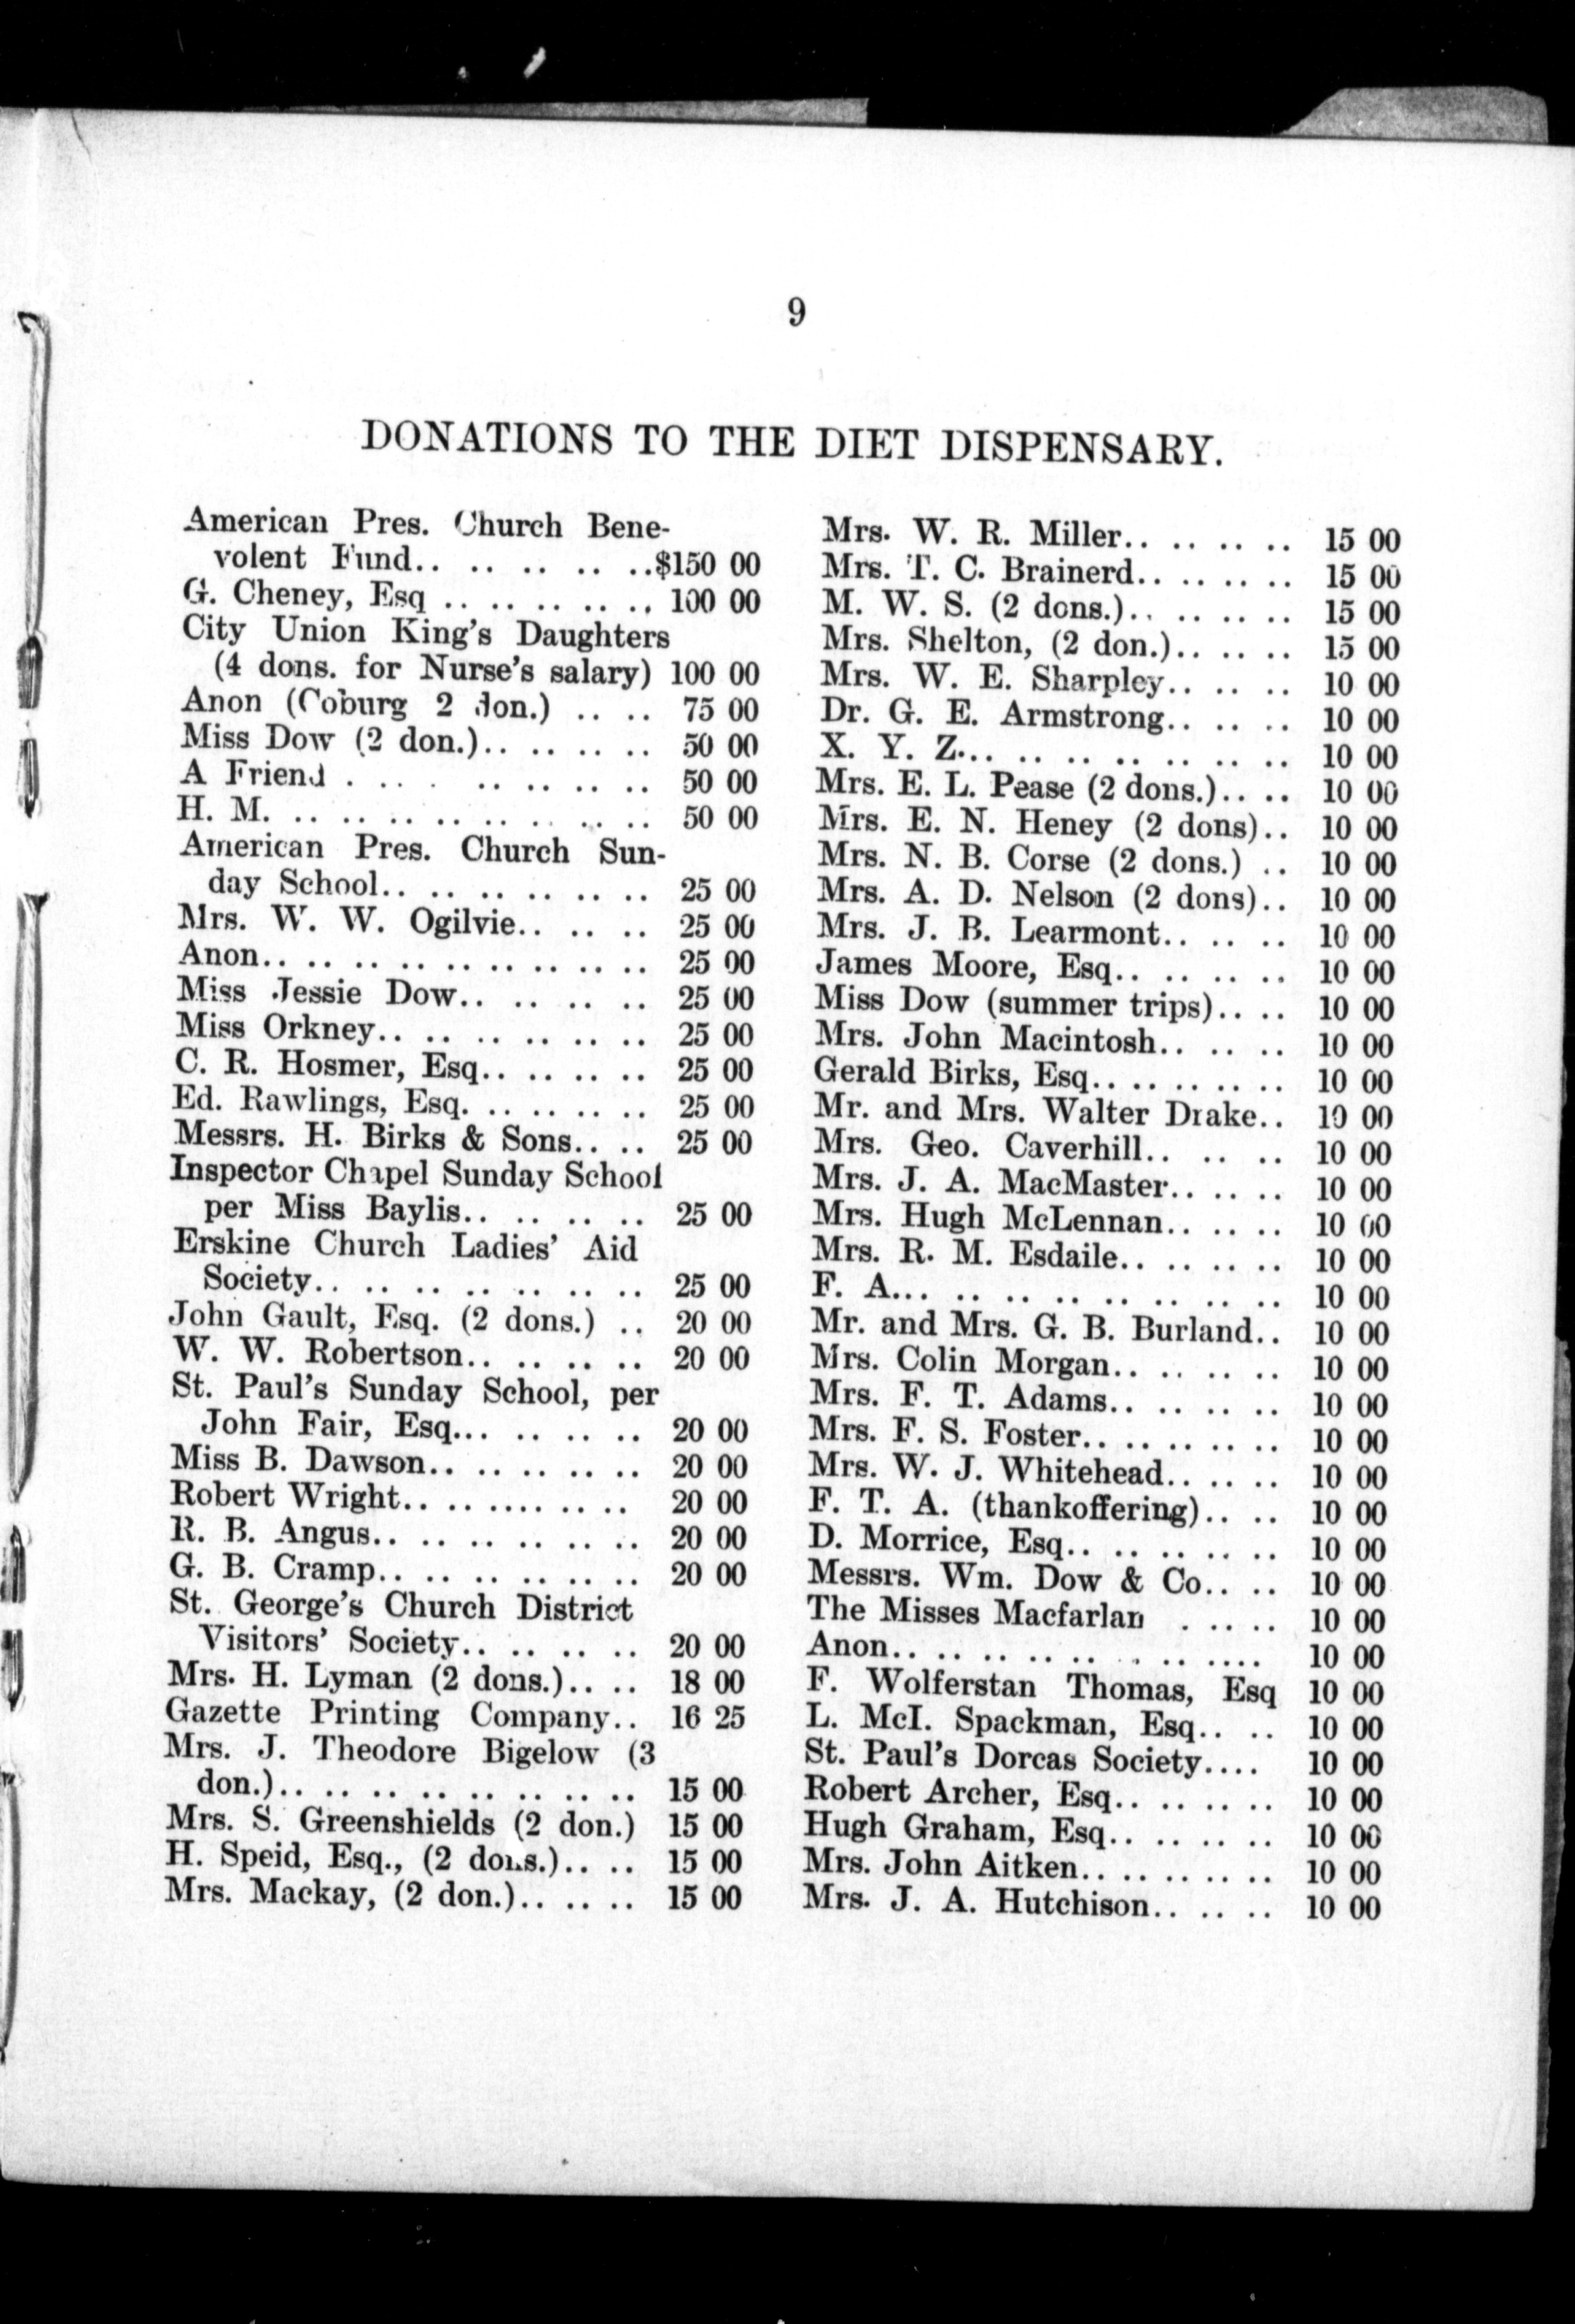 9
DONATIONS TO THE DIET DISPENSARY.
American Pres. Church Bene-
volent Fund.. .. .. .. .. ..$150 00
G. Cheney, Esq .. .. .. .. .. 100 00
City Union King's Daughters
(4 dons. for Nurse's salary) 100 00
Anon (Coburg 2 don.) .. .. 75 00
Miss Dow (2 don.).. .. .. .. 50 00
A Friend . .. . .. .. .. .. 50 00
H. M. .. .. .. .. .. .. .. .. 50 00
American Pres. Church Sun-
day School.. .. .. .. .. .. 25 00
Mrs. W. W. Ogilvie.. .. .. 25 00
Anon.. .. .. .. .. .. .. .. .. 25 00
Miss Jessie Dow.. .. .. .. .. 25 00
Miss Orkney.. .. .. .. .. .. 25 00
C. R. Hosmer, Esq.. .. .. .. 25 00
Ed. Rawlings, Esq. .. .. .. .. 25 00
Messrs. H. Birks & Sons.. .. 25 00
Inspector Chapel Sunday School
per Miss Baylis.. .. .. .. .. 25 00
Erskine Church Ladies' Aid
Society.. .. .. .. .. .. .. .. 25 00
John Gault, Esq. (2 dons.) .. 20 00
W. W. Robertson.. .. .. .. 20 00
St. Paul's Sunday School, per
John Fair, Esq... .. .. .. .. 20 00
Miss B. Dawson.. .. .. .. .. 20 00
Robert Wright.. .. .. .. .. .. 20 00
R. B. Angus.. .. .. .. .. .. 20 00
G. B. Cramp.. .. .. .. .. .. 20 00
St. George's Church District
Visitors' Society.. .. .. .. 20 00
Mrs. H. Lyman (2 dons.).. .. 18 00
Gazette Printing Company.. 16 25
Mrs. J. Theodore Bigelow (3
don.).. .. .. .. .. .. .. .. 15 00
Mrs. S. Greenshields (2 don.) 15 00
H. Speid, Esq., (2 dons.).. .. 15 00
Mrs. Mackay, (2 don.).. .. .. 15 00
Mrs. W. R. Miller.. .. .. .. 15 00
Mrs. T. C. Brainerd.. .. .. .. 15 00
M. W. S. (2 dons.).. .. .. .. 15 00
Mrs. Shelton, (2 don.).. .. .. 15 00
Mrs. W. E. Sharpley.. .. .. 10 00
Dr. G. E. Armstrong.. .. .. 10 00
X. Y. Z... .. .. .. .. .. .. .. 10 00
Mrs. E. L. Pease (2 dons.).. .. 10 00
Mrs. E. N. Heney (2 dons).. 10 00
Mrs. N. B. Corse (2 dons.) .. 10 00
Mrs. A. D. Nelson (2 dons).. 10 00
Mrs. J. B. Learmont.. .. .. 10 00
James Moore, Esq.. .. .. .. 10 00
Miss Dow (summer trips).. .. 10 00
Mrs. John Macintosh.. .. .. 10 00
Gerald Birks, Esq.. .. .. .. .. 10 00
Mr. and Mrs. Walter Drake.. 10 00
Mrs. Geo. Caverhill.. .. .. 10 00
Mrs. J. A. MacMaster.. .. .. 10 00
Mrs. Hugh McLennan.. .. .. 10 00
Mrs. R. M. Esdaile.. .. .. .. 10 00
F. A... .. .. .. .. .. .. .. .. 10 00
Mr. and Mrs. G. B. Burland.. 10 00
Mrs. Colin Morgan.. .. .. .. 10 00
Mrs. F. T. Adams.. .. .. .. 10 00
Mrs. F. S. Foster.. .. .. .. .. 10 00
Mrs. W. J. Whitehead.. .. .. 10 00
F. T. A. (thankoffering).. .. 10 00
D. Morrice, Esq.. .. .. .. .. 10 00
Messrs. Wm. Dow & Co.. .. 10 00
The Misses Macfarlan . .. .. 10 00
Anon.. .. .. .. .. . .. .... 10 00
F. Wolferstan Thomas, Esq 10 00
L. McI. Spackman, Esq.. .. 10 00
St. Paul's Dorcas Society.... 10 00
Robert Archer, Esq.. .. .. .. 10 00
Hugh Graham, Esq.. .. .. .. 10 00
Mrs. John Aitken.. .. .. .. .. 10 00
Mrs. J. A. Hutchison.. .. .. 10 00